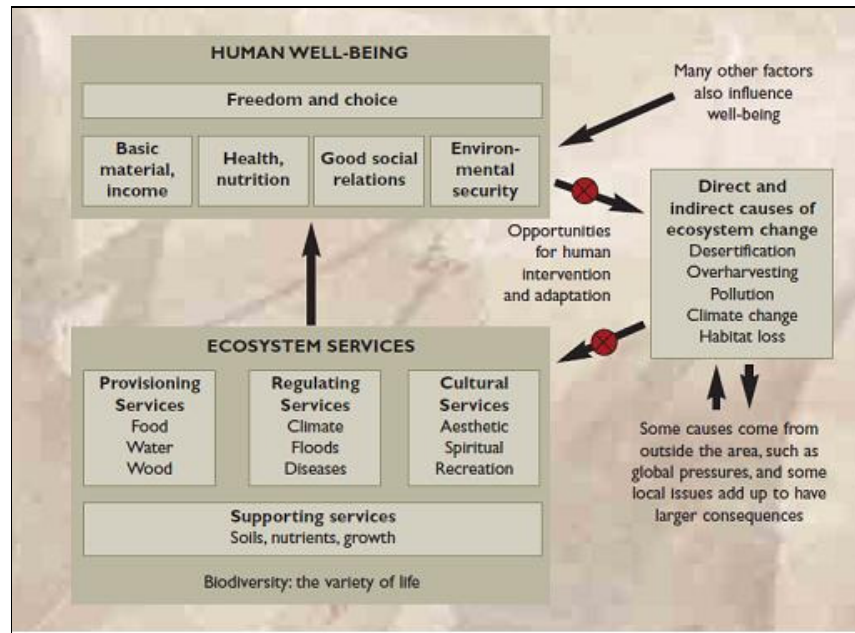 HUMAN WELL-BEING
Freedom and choice
Basic
material,
income
Health,
nutrition
Good social
relations
Environ-
mental
security
Many other factors
also influence
well-being
Opportunities
for human
intervention
and adaptation
Direct and
indirect causes of
ecosystem change
Desertification
Overharvesting
Pollution
Climate change
Habitat loss
ECOSYSTEM SERVICES
Provisioning
Services
Food
Water
Wood
Regulating
Services
Climate
Floods
Diseases
Cultural
Services
Aesthetic
Spiritual
Recreation
Supporting services
Soils, nutrients, growth
Biodiversity: the variety of life
Some causes come from
outside the area, such as
global pressures, and some
local issues add up to have
larger consequences